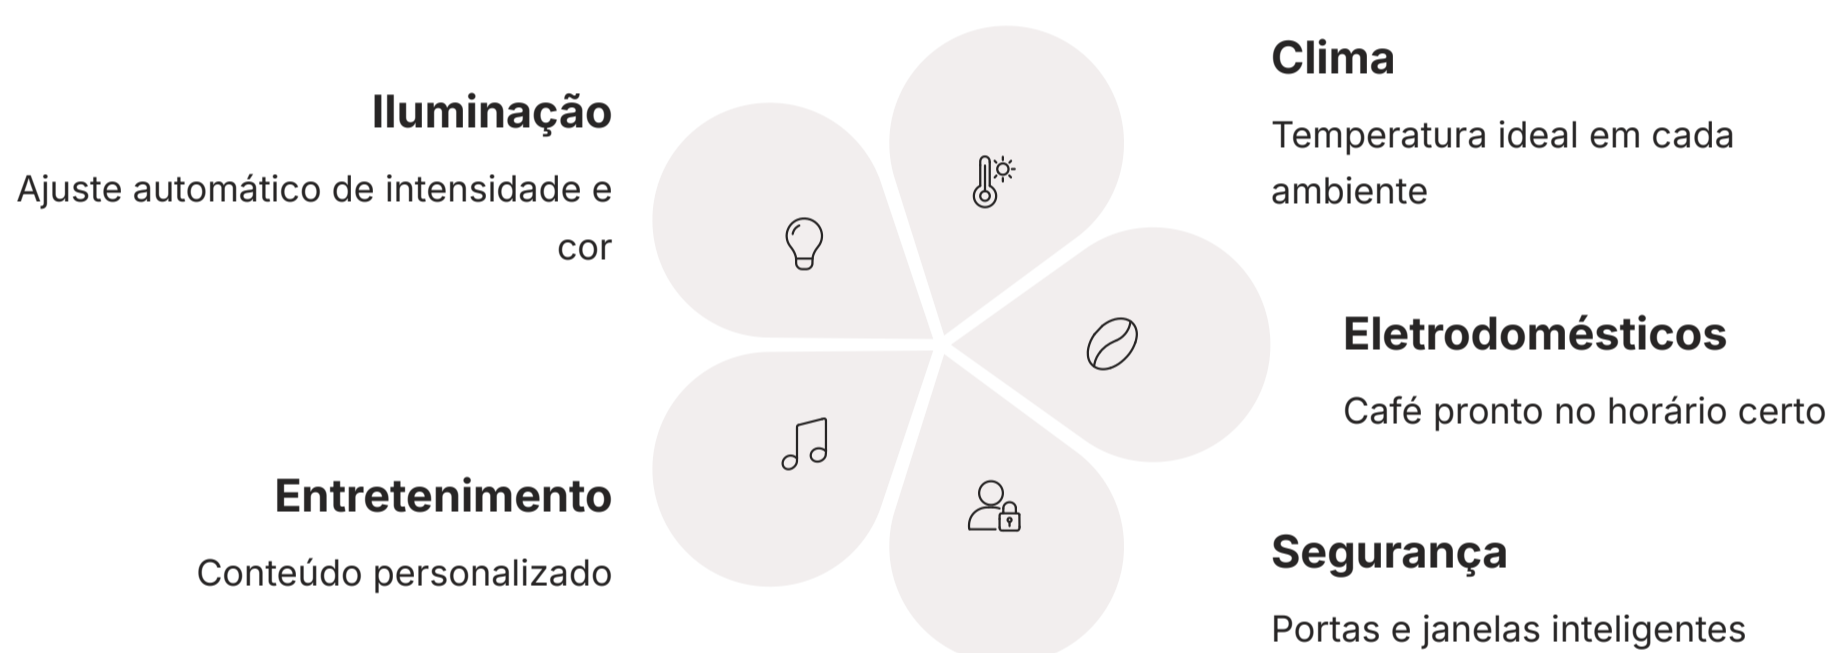 Iluminação
Ajuste automático de intensidade e
cor
Clima
Temperatura ideal em cada
ambiente
Eletrodomésticos
Café pronto no horário certo
Entretenimento
Conteúdo personalizado
Segurança
Portas e janelas inteligentes